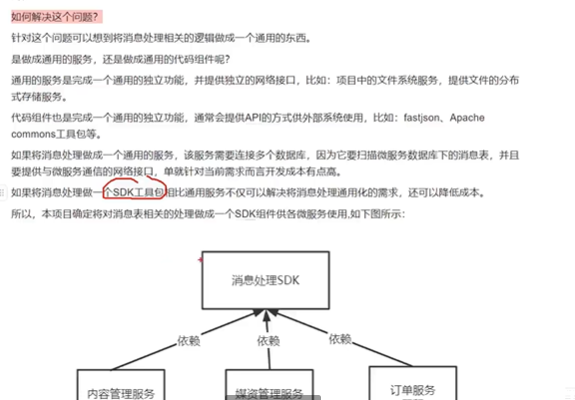 如何解决这个问题？
针对这个问题可以想到将消息处理相关的逻辑做成一个通用的东西。
是做成通用的服务，还是做成通用的代码组件呢？
通用的服务是完成一个通用的独立功能，并提供独立的网络接口，比如：项目中的文件系统服务，提供文件的分布
式存储服务。
代码组件也是完成一个通用的独立功能，通常会提供API的方式供外部系统使用，比如：fastjson、Apache
commons工具包等。
如果将消息处理做成一个通用的服务，该服务需要连接多个数据库，因为它要扫描微服务数据库下的消息表，并且
要提供与微服务通信的网络接口，单就针对当前需求而言开发成本有点高。
如果将消息处理做一个SDK工具包相比通用服务不仅可以解决将消息处理通用化的需求，还可以降低成本。
所以，本项目确定将对消息表相关的处理做成一个SDK组件供各微服务使用,如下图所示：
消息处理SDK
依赖 依赖 依赖
内容管理服务 媒资管理服务 订单服务